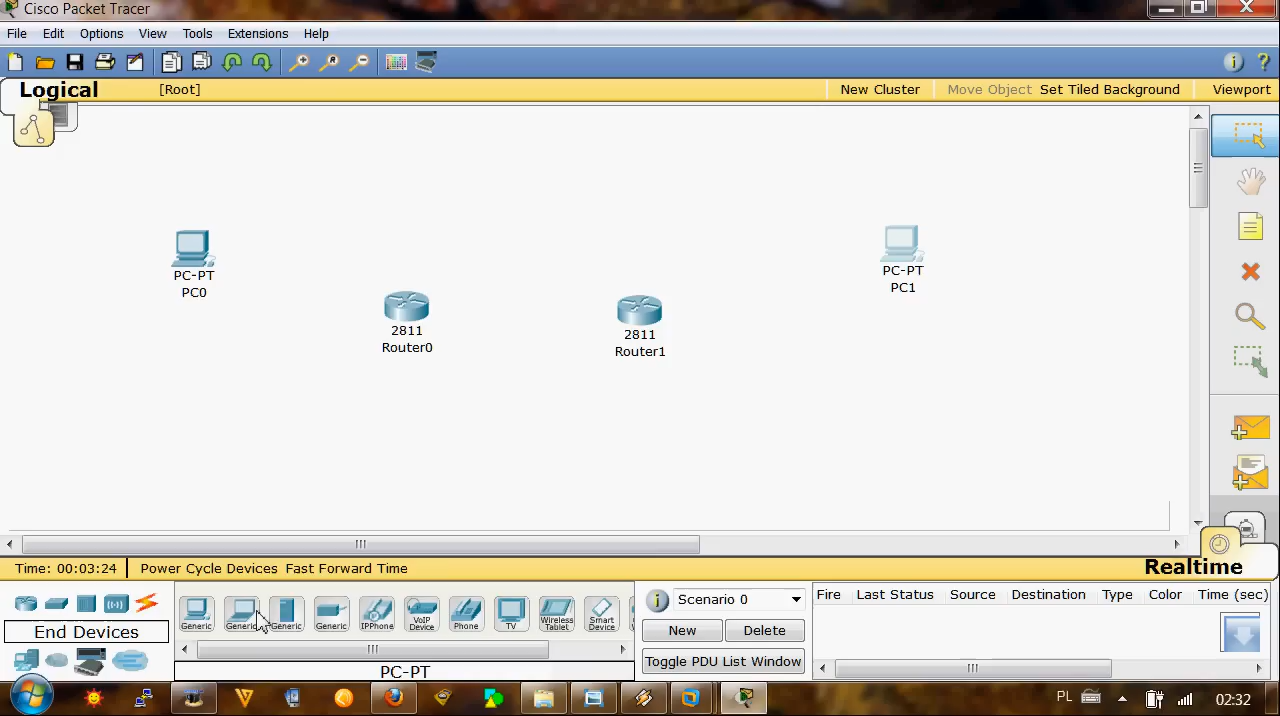 Cisco Packet Tracer
File Edit Options View Tools Extensions Help
Logical [Root] New Cluster Move Object Set Tiled Background Viewport
PC-PT
PC0
2811
Router0
2811
Router1
PC-PT
PC1
Time: 00:03:24 Power Cycle Devices Fast Forward Time Realtime
End Devices
Generic Generic Generic Generic IPPhone VoIP Device Phone TV Wireless Tablet Smart Device
PC-PT
Scenario 0
New Delete
Toggle PDU List Window
Fire Last Status Source Destination Type Color Time (sec)
PL 02:32